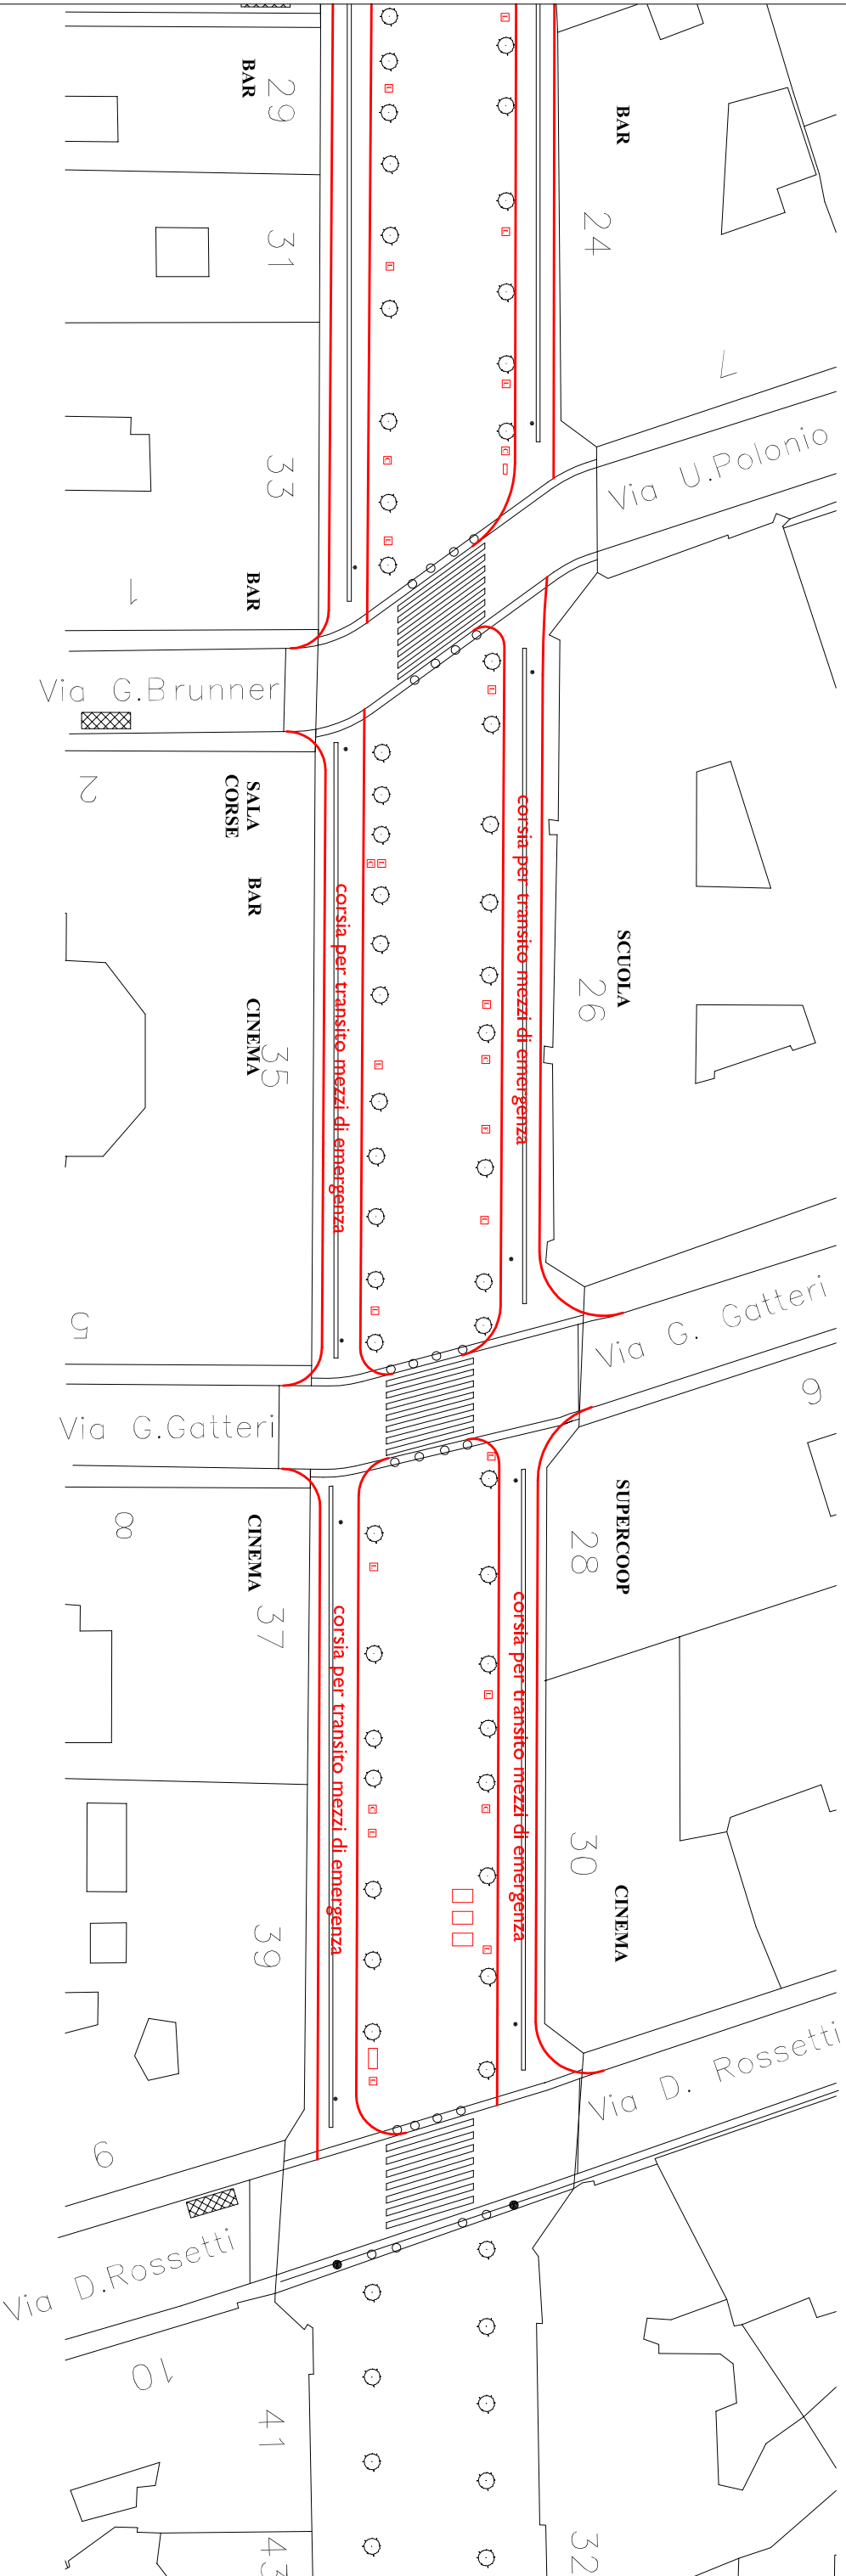 BAR
29
BAR
24
31
7
Via U.Polonio
33
1
BAR
Via G.Brunner
2
SALA
CORSE
BAR
CINEMA
35
corsia per transito mezzi di emergenza
corsia per transito mezzi di emergenza
SCUOLA
26
5
Via G. Gatteri
Via G.Gatteri
6
8
CINEMA
37
SUPERCOOP
28
corsia per transito mezzi di emergenza
corsia per transito mezzi di emergenza
30
CINEMA
39
Via D. Rossetti
9
Via D.Rossetti
10
41
43
32